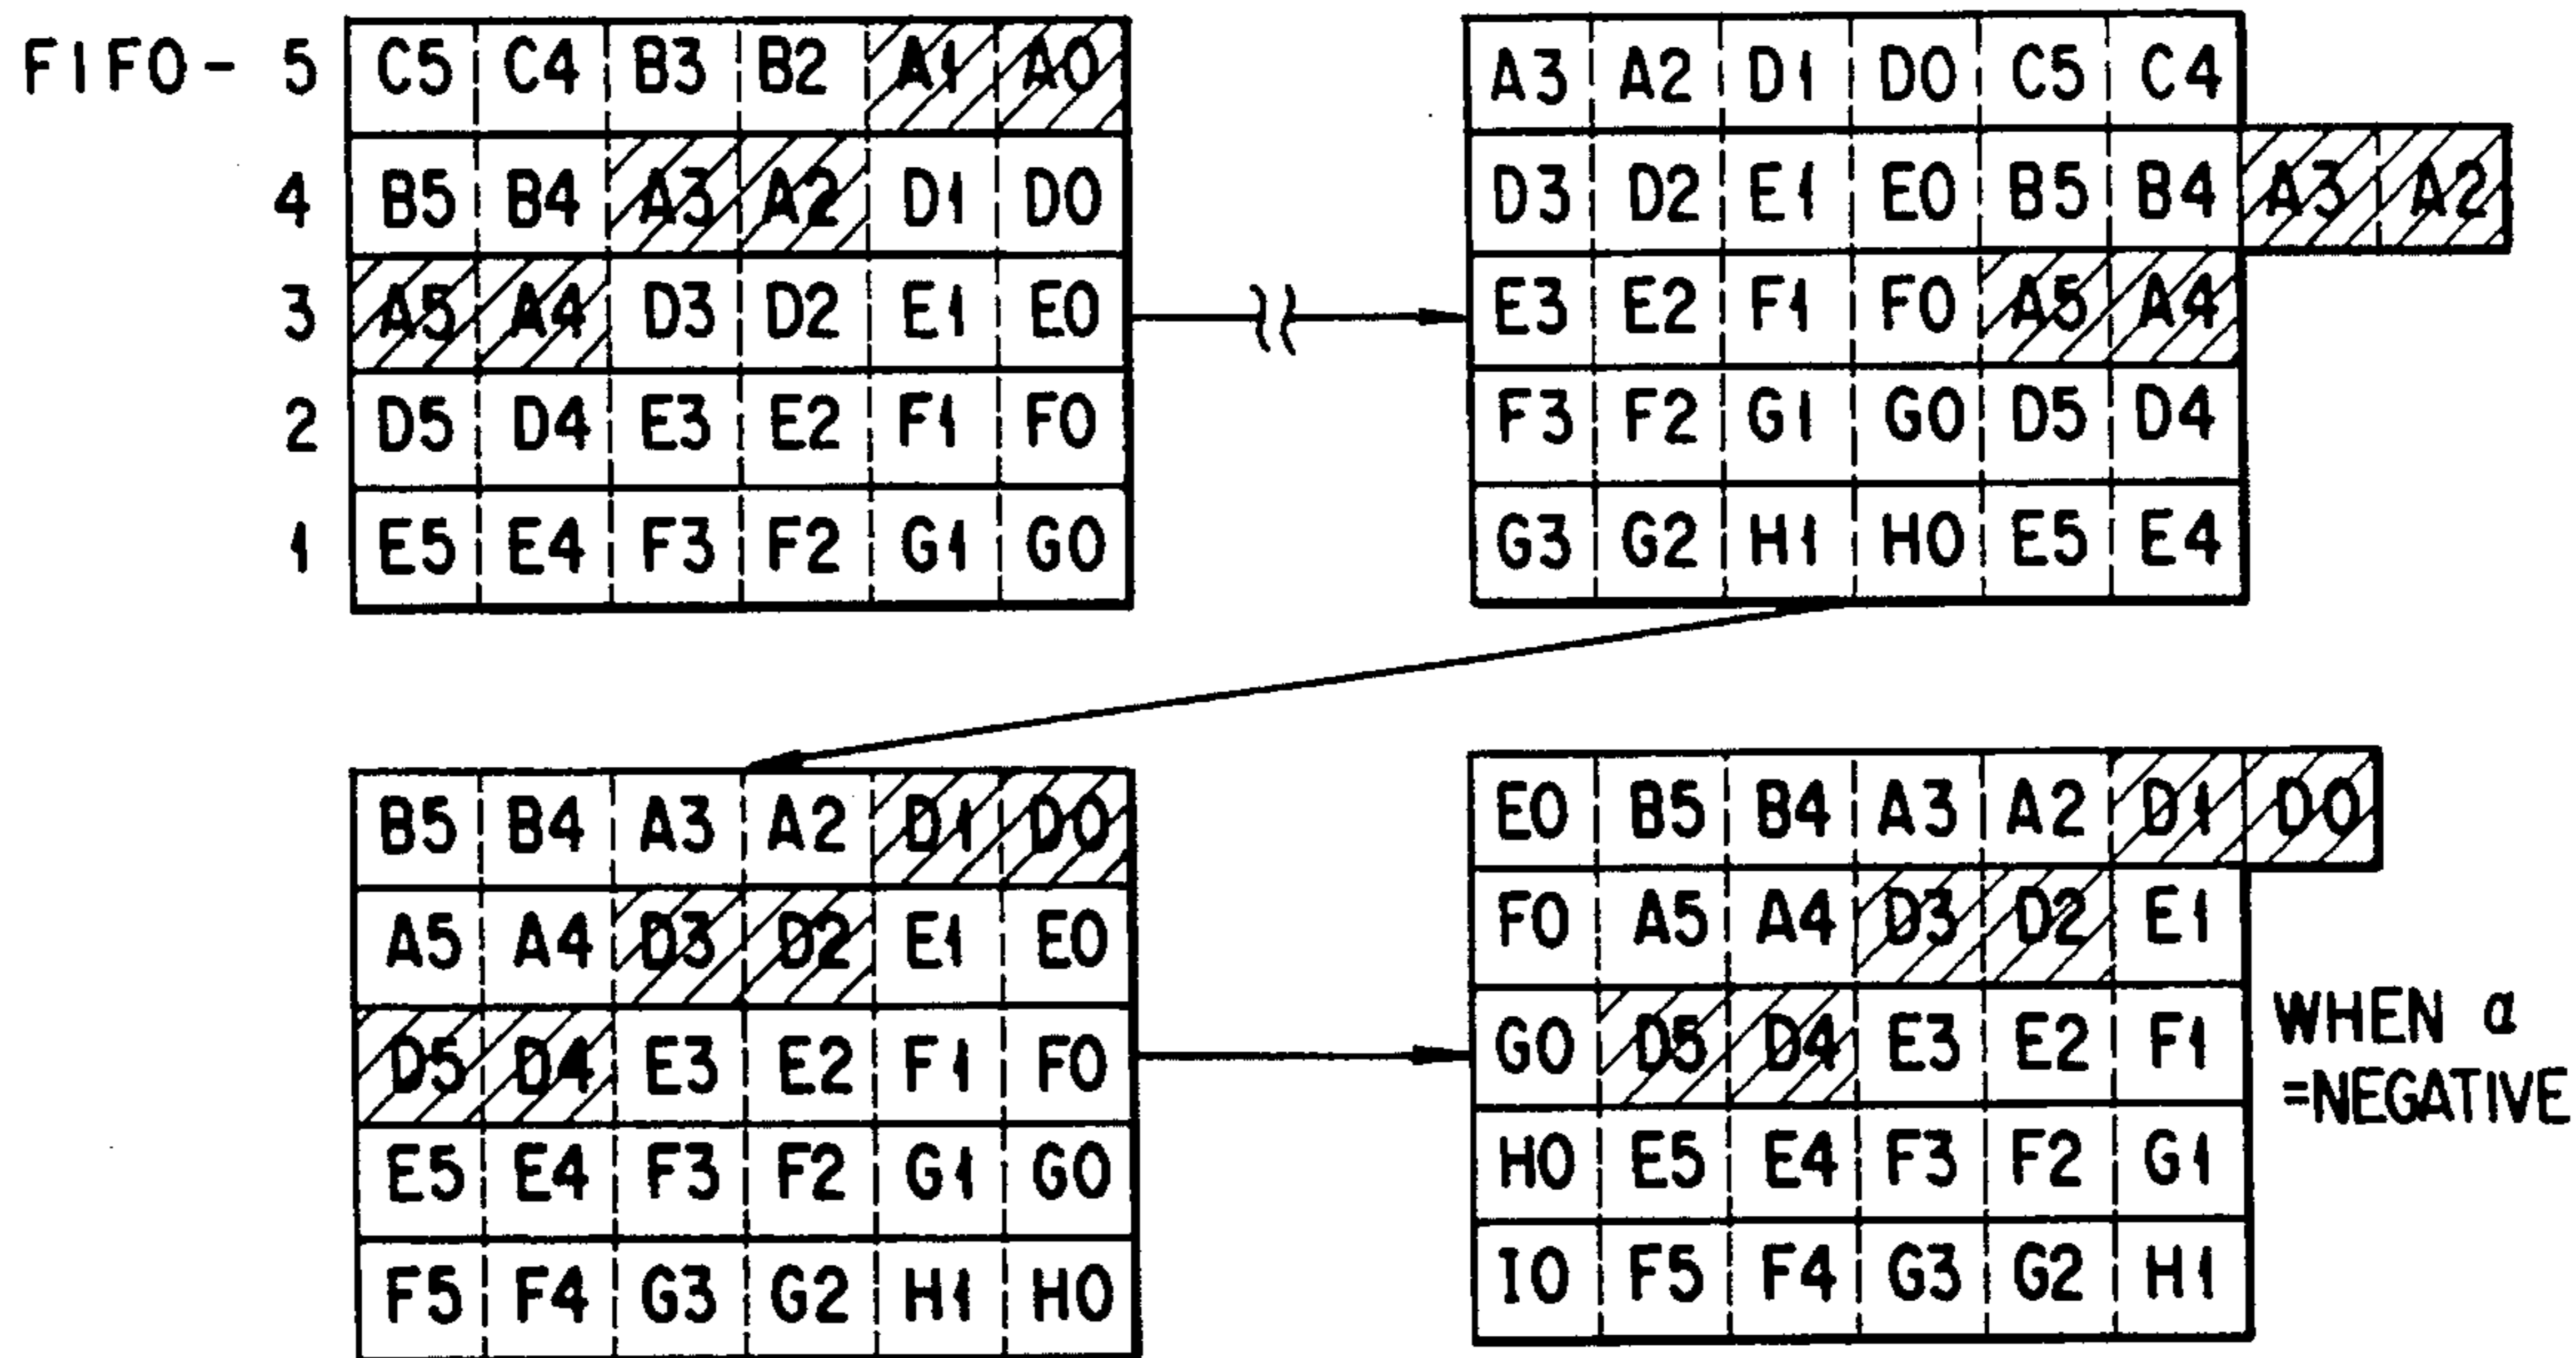 FIFO- 5 C5 C4 B3 B2 A1 A0
4 B5 B4 A3 A2 D1 D0
3 A5 A4 D3 D2 E1 E0
2 D5 D4 E3 E2 F1 F0
1 E5 E4 F3 F2 G1 G0
A3 A2 D1 D0 C5 C4
D3 D2 E1 E0 B5 B4 A3 A2
E3 E2 F1 F0 A5 A4
F3 F2 G1 G0 D5 D4
G3 G2 H1 H0 E5 E4
B5 B4 A3 A2 D1 D0
A5 A4 D3 D2 E1 E0
D5 D4 E3 E2 F1 F0
E5 E4 F3 F2 G1 G0
F5 F4 G3 G2 H1 H0
E0 B5 B4 A3 A2 D1 D0
F0 A5 A4 D3 D2 E1
G0 D5 D4 E3 E2 F1
H0 E5 E4 F3 F2 G1
I0 F5 F4 G3 G2 H1
WHEN α
=NEGATIVE